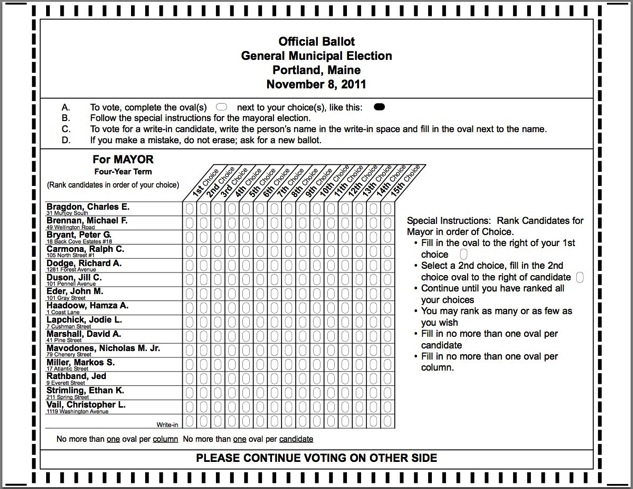 Official Ballot
General Municipal Election
Portland, Maine
November 8, 2011
A. To vote, complete the oval(s) next to your choice(s), like this:
B. Follow the special instructions for the mayoral election.
C. To vote for a write-in candidate, write the person's name in the write-in space and fill in the oval next to the name.
D. If you make a mistake, do not erase; ask for a new ballot.
For MAYOR
Four-Year Term
(Rank candidates in order of your choice)
1st Choice
2nd Choice
3rd Choice
4th Choice
5th Choice
6th Choice
7th Choice
8th Choice
9th Choice
10th Choice
11th Choice
12th Choice
13th Choice
14th Choice
15th Choice
Bragdon, Charles E.
31 Murray South
Brennan, Michael F.
49 Wellington Road
Bryant, Peter G.
18 Back Cove Estates #18
Carmona, Ralph C.
105 North Street #1
Dodge, Richard A.
1281 Forest Avenue
Duson, Jill C.
101 Pennell Avenue
Eder, John M.
101 Gray Street
Haadoow, Hamza A.
1 Coast Lane
Lapchick, Jodie L.
7 Cushman Street
Marshall, David A.
41 Pine Street
Mavodones, Nicholas M. Jr.
79 Chenery Street
Miller, Markos S.
17 Atlantic Street
Rathband, Jed
9 Everett Street
Strimling, Ethan K.
211 Spring Street
Vail, Christopher L.
1119 Washington Avenue
Write-in
No more than one oval per column No more than one oval per candidate
Special Instructions: Rank Candidates for
Mayor in order of Choice.
• Fill in the oval to the right of your 1st
choice
• Select a 2nd choice, fill in the 2nd
choice oval to the right of candidate
• Continue until you have ranked all
your choices
• You may rank as many or as few as
you wish
• Fill in no more than one oval per
candidate
• Fill in no more than one oval per
column.
PLEASE CONTINUE VOTING ON OTHER SIDE